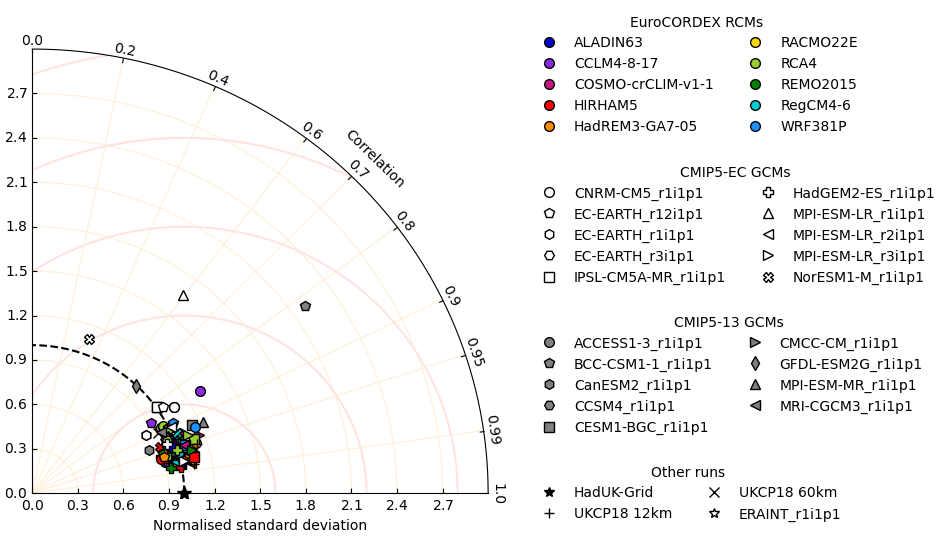 EuroCORDEX RCMs
ALADIN63 RACMO22E
CCLM4-8-17 RCA4
COSMO-crCLIM-v1-1 REMO2015
HIRHAM5 RegCM4-6
HadREM3-GA7-05 WRF381P
CMIP5-EC GCMs
CNRM-CM5_r1i1p1 HadGEM2-ES_r1i1p1
EC-EARTH_r12i1p1 MPI-ESM-LR_r1i1p1
EC-EARTH_r1i1p1 MPI-ESM-LR_r2i1p1
EC-EARTH_r3i1p1 MPI-ESM-LR_r3i1p1
IPSL-CM5A-MR_r1i1p1 NorESM1-M_r1i1p1
CMIP5-13 GCMs
ACCESS1-3_r1i1p1 CMCC-CM_r1i1p1
BCC-CSM1-1_r1i1p1 GFDL-ESM2G_r1i1p1
CanESM2_r1i1p1 MPI-ESM-MR_r1i1p1
CCSM4_r1i1p1 MRI-CGCM3_r1i1p1
CESM1-BGC_r1i1p1
Other runs
HadUK-Grid UKCP18 60km
UKCP18 12km ERAINT_r1i1p1
0.0
0.2
0.4
0.6
0.7
0.8
0.9
0.95
0.99
1.0
Correlation
2.7
2.4
2.1
1.8
1.5
1.2
0.9
0.6
0.3
0.0
0.0 0.3 0.6 0.9 1.2 1.5 1.8 2.1 2.4 2.7
Normalised standard deviation